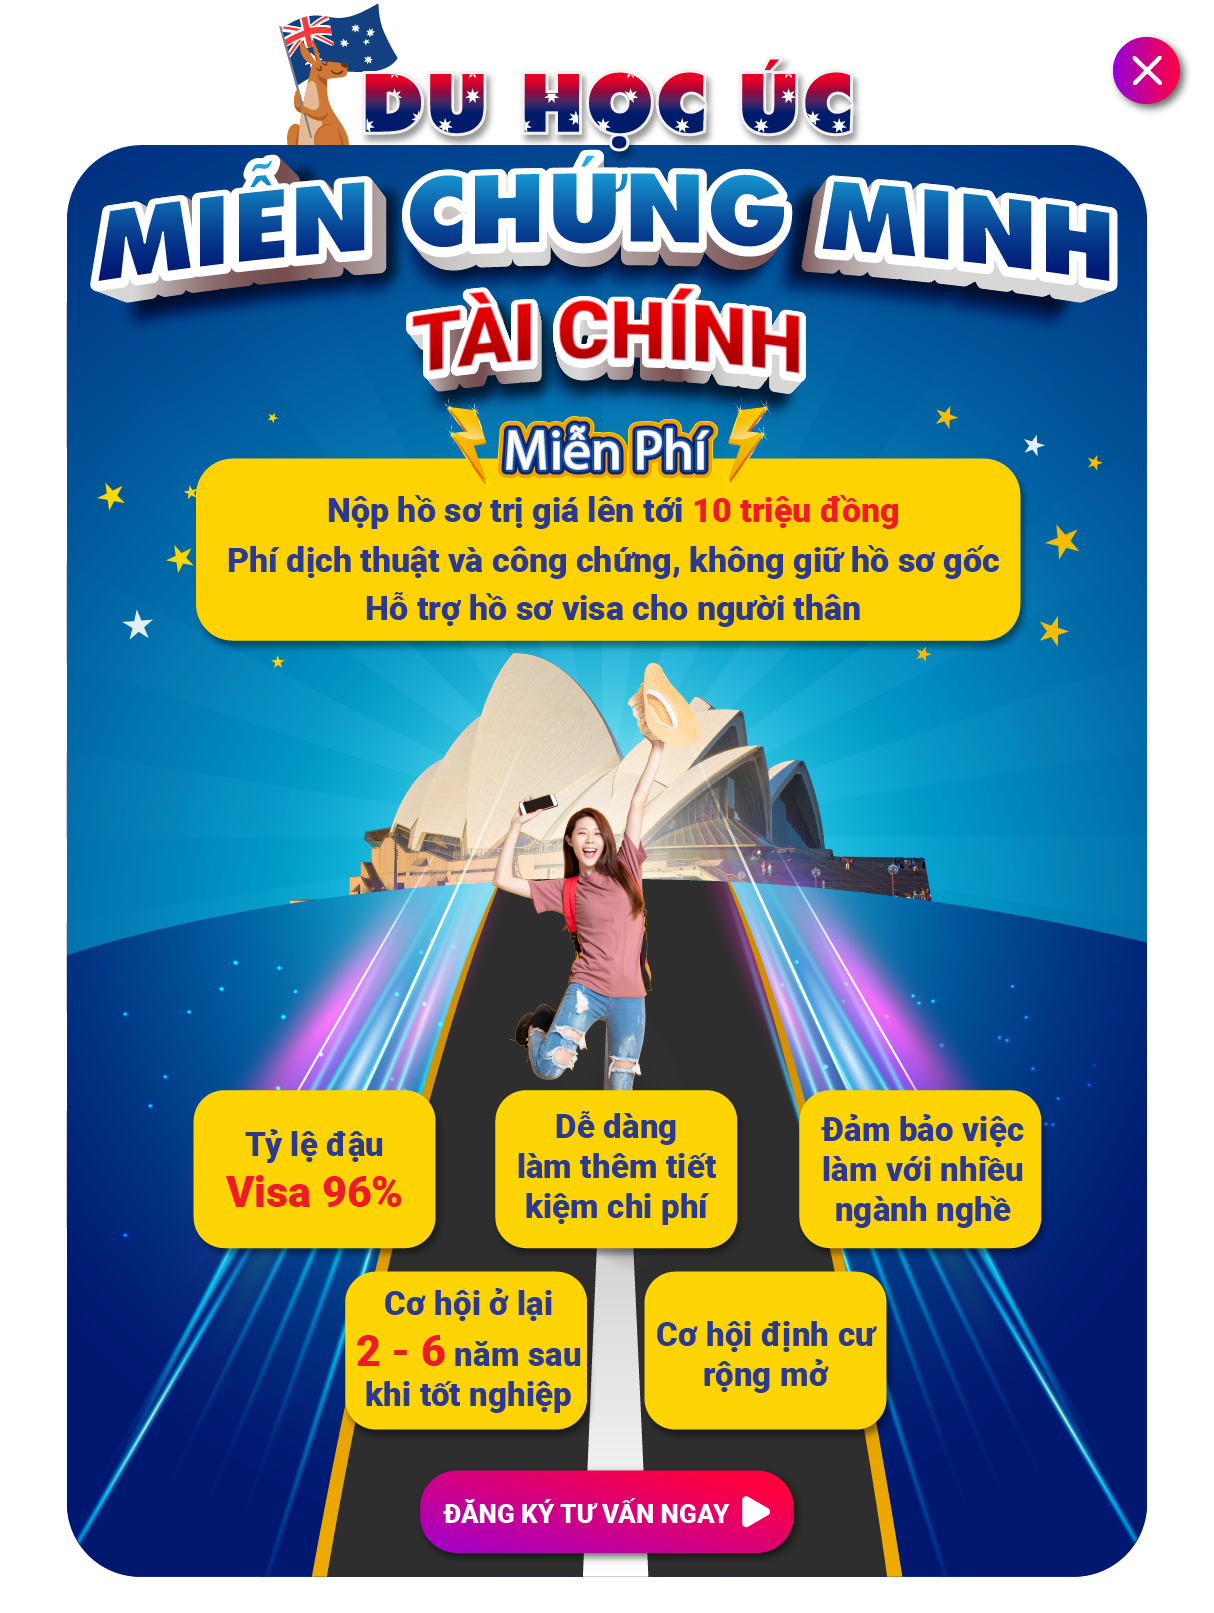 DU HỌC ÚC
MIỄN CHỨNG MINH
TÀI CHÍNH
Miễn Phí
Nộp hồ sơ trị giá lên tới 10 triệu đồng
Phí dịch thuật và công chứng, không giữ hồ sơ gốc
Hỗ trợ hồ sơ visa cho người thân
Tỷ lệ đậu
Visa 96%
Dễ dàng
làm thêm tiết
kiệm chi phí
Đảm bảo việc
làm với nhiều
ngành nghề
Cơ hội ở lại
2 - 6 năm sau
khi tốt nghiệp
Cơ hội định cư
rộng mở
ĐĂNG KÝ TƯ VẤN NGAY